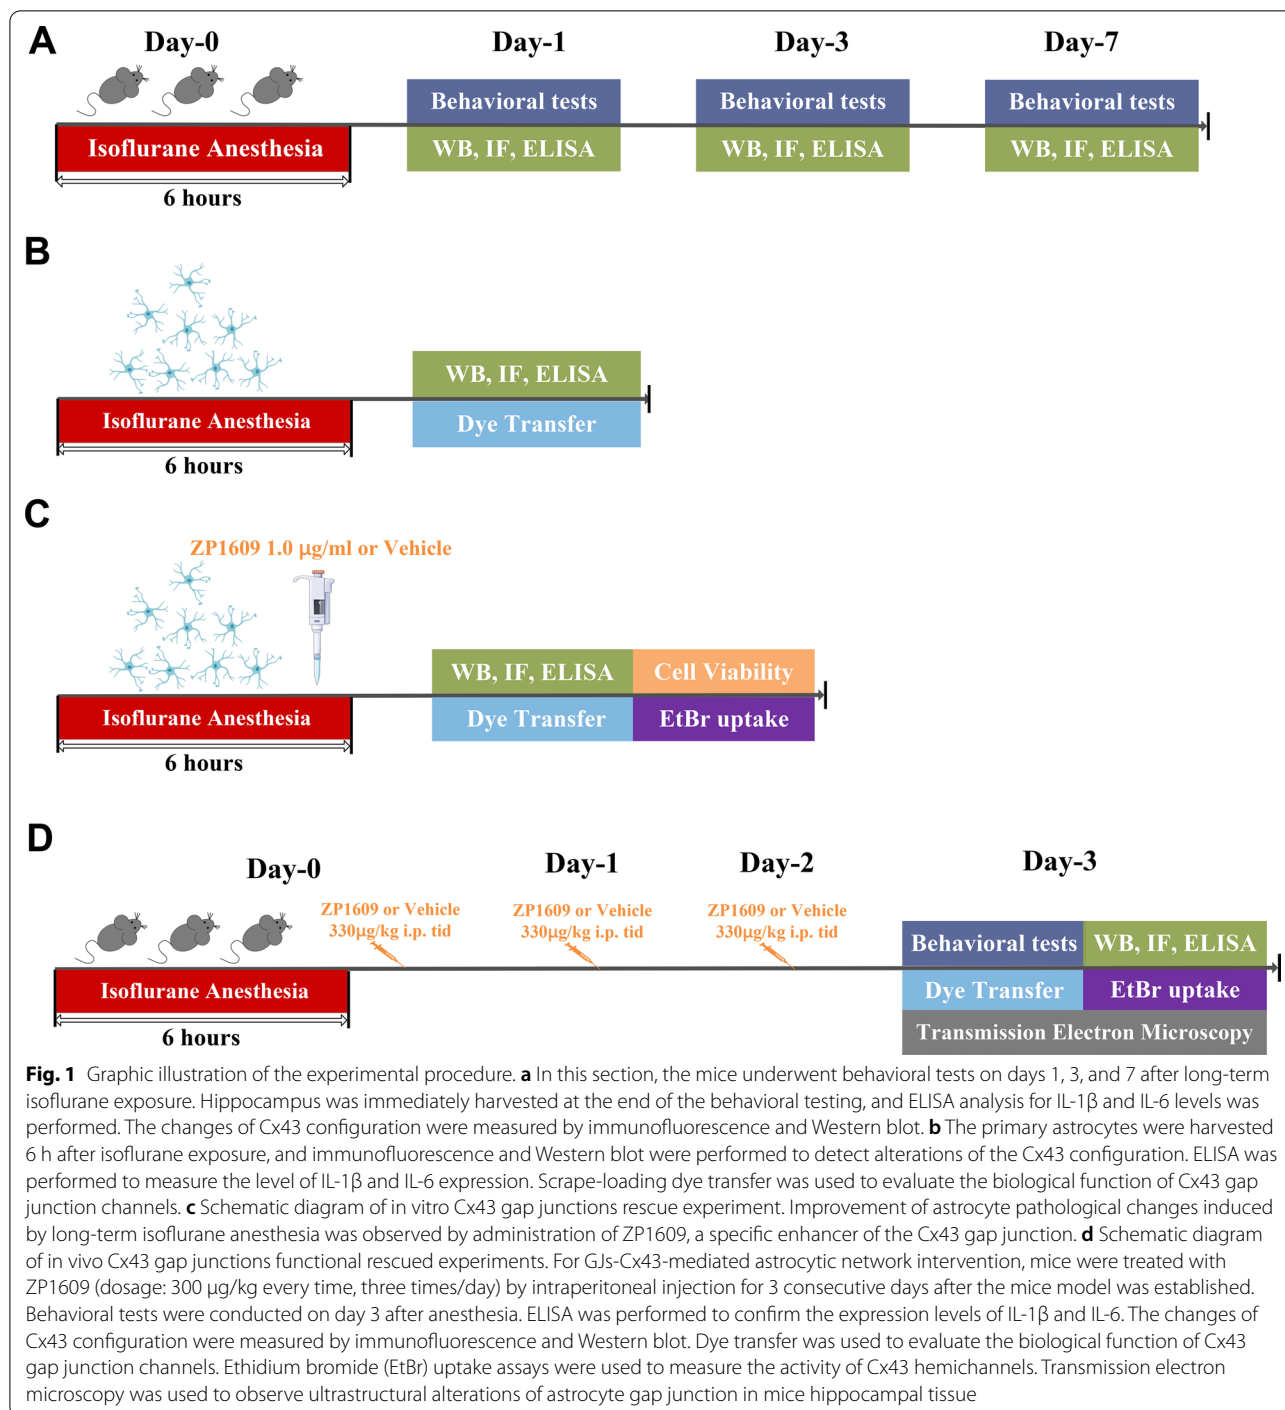 A
Day-0
Day-1
Day-3
Day-7
Behavioral tests
Behavioral tests
Behavioral tests
Isoflurane Anesthesia
WB, IF, ELISA
WB, IF, ELISA
WB, IF, ELISA
6 hours
B
WB, IF, ELISA
Isoflurane Anesthesia
Dye Transfer
6 hours
C
ZP1609 1.0 μg/ml or Vehicle
WB, IF, ELISA
Cell Viability
Isoflurane Anesthesia
Dye Transfer
EtBr uptake
6 hours
D
Day-0
Day-1
Day-2
Day-3
ZP1609 or Vehicle
330μg/kg i.p. tid
ZP1609 or Vehicle
330μg/kg i.p. tid
ZP1609 or Vehicle
330μg/kg i.p. tid
Behavioral tests
WB, IF, ELISA
Isoflurane Anesthesia
Dye Transfer
EtBr uptake
6 hours
Transmission Electron Microscopy
Fig. 1 Graphic illustration of the experimental procedure. a In this section, the mice underwent behavioral tests on days 1, 3, and 7 after long-term
isoflurane exposure. Hippocampus was immediately harvested at the end of the behavioral testing, and ELISA analysis for IL-1β and IL-6 levels was
performed. The changes of Cx43 configuration were measured by immunofluorescence and Western blot. b The primary astrocytes were harvested
6 h after isoflurane exposure, and immunofluorescence and Western blot were performed to detect alterations of the Cx43 configuration. ELISA was
performed to measure the level of IL-1β and IL-6 expression. Scrape-loading dye transfer was used to evaluate the biological function of Cx43 gap
junction channels. c Schematic diagram of in vitro Cx43 gap junctions rescue experiment. Improvement of astrocyte pathological changes induced
by long-term isoflurane anesthesia was observed by administration of ZP1609, a specific enhancer of the Cx43 gap junction. d Schematic diagram
of in vivo Cx43 gap junctions functional rescued experiments. For GJs-Cx43-mediated astrocytic network intervention, mice were treated with
ZP1609 (dosage: 300 μg/kg every time, three times/day) by intraperitoneal injection for 3 consecutive days after the mice model was established.
Behavioral tests were conducted on day 3 after anesthesia. ELISA was performed to confirm the expression levels of IL-1β and IL-6. The changes of
Cx43 configuration were measured by immunofluorescence and Western blot. Dye transfer was used to evaluate the biological function of Cx43
gap junction channels. Ethidium bromide (EtBr) uptake assays were used to measure the activity of Cx43 hemichannels. Transmission electron
microscopy was used to observe ultrastructural alterations of astrocyte gap junction in mice hippocampal tissue